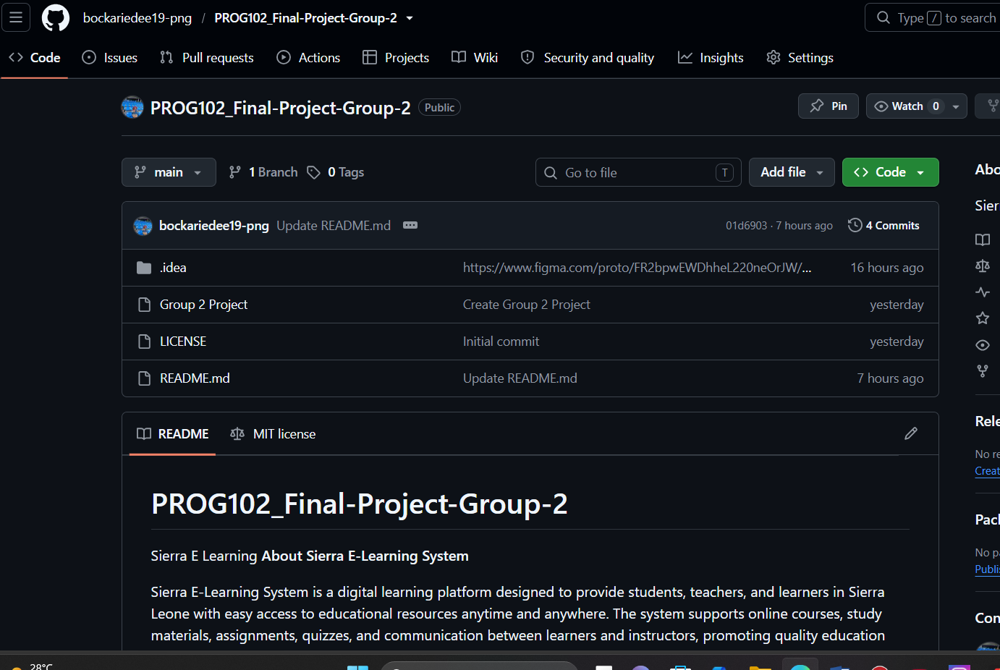 bockariedee19-png / PROG102_Final-Project-Group-2
Type / to search
Code Issues Pull requests Actions Projects Wiki Security and quality Insights Settings
PROG102_Final-Project-Group-2 Public
Pin Watch 0
main 1 Branch 0 Tags
Go to file T Add file Code
bockariedee19-png Update README.md 01d6903 · 7 hours ago 4 Commits
.idea https://www.figma.com/proto/FR2bpwEWDhheL220neOrJW/... 16 hours ago
Group 2 Project Create Group 2 Project yesterday
LICENSE Initial commit yesterday
README.md Update README.md 7 hours ago
README MIT license
PROG102_Final-Project-Group-2
Sierra E Learning About Sierra E-Learning System
Sierra E-Learning System is a digital learning platform designed to provide students, teachers, and learners in Sierra
Leone with easy access to educational resources anytime and anywhere. The system supports online courses, study
materials, assignments, quizzes, and communication between learners and instructors, promoting quality education
Abo
Sier
Rele
No re
Creat
Pack
No pa
Publis
Con
28°C